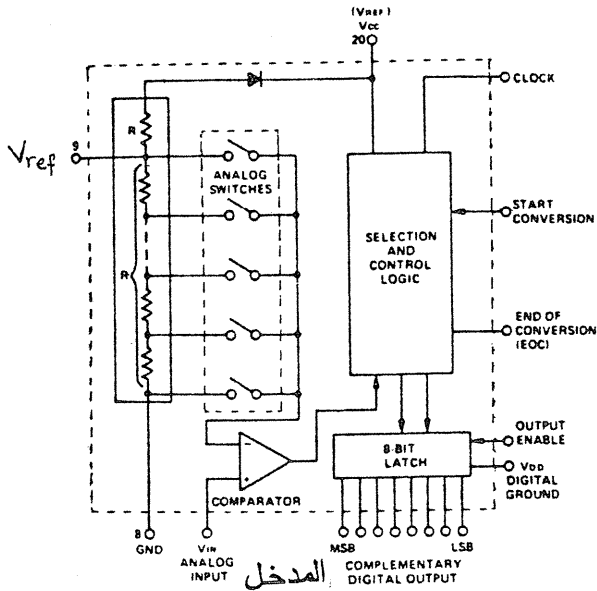 (VREF)
VCC
20
CLOCK
R
9
Vref
ANALOG
SWITCHES
START
CONVERSION
SELECTION
AND
CONTROL
LOGIC
R
END OF
CONVERSION
(EOC)
OUTPUT
ENABLE
8-BIT
LATCH
VDD
DIGITAL
GROUND
COMPARATOR
8
GND
VIN
ANALOG
INPUT
المدخل
MSB
LSB
COMPLEMENTARY
DIGITAL OUTPUT